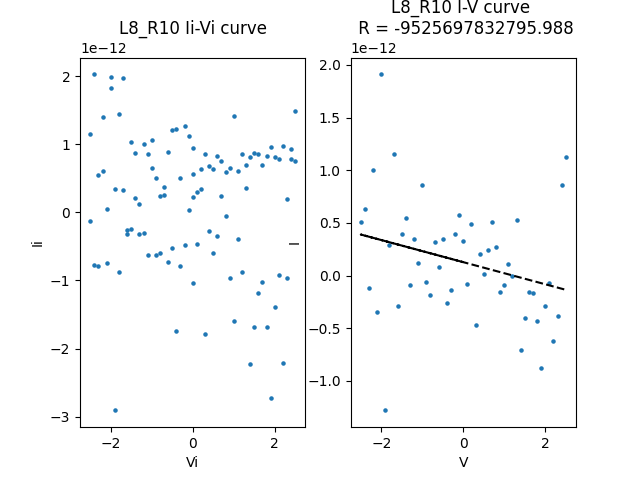 L8_R10 Ii-Vi curve
1e−12
2
1
0
−1
−2
−3
−2
0
2
Ii
Vi
L8_R10 I-V curve
R = -9525697832795.988
1e−12
2.0
1.5
1.0
0.5
0.0
−0.5
−1.0
−2
0
2
I
V